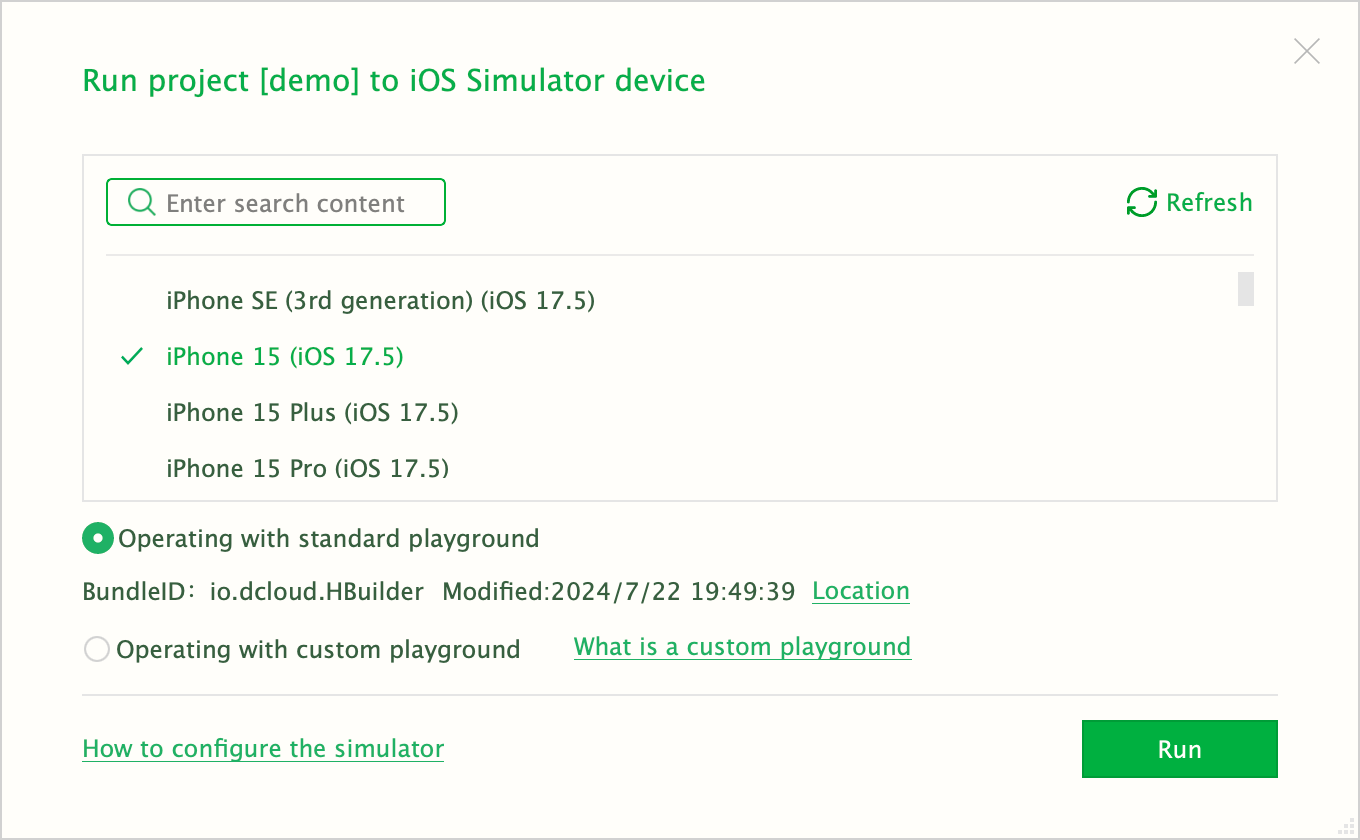 Run project [demo] to iOS Simulator device
Enter search content
Refresh
iPhone SE (3rd generation) (iOS 17.5)
iPhone 15 (iOS 17.5)
iPhone 15 Plus (iOS 17.5)
iPhone 15 Pro (iOS 17.5)
Operating with standard playground
BundleID: io.dcloud.HBuilder Modified:2024/7/22 19:49:39 Location
Operating with custom playground What is a custom playground
How to configure the simulator
Run